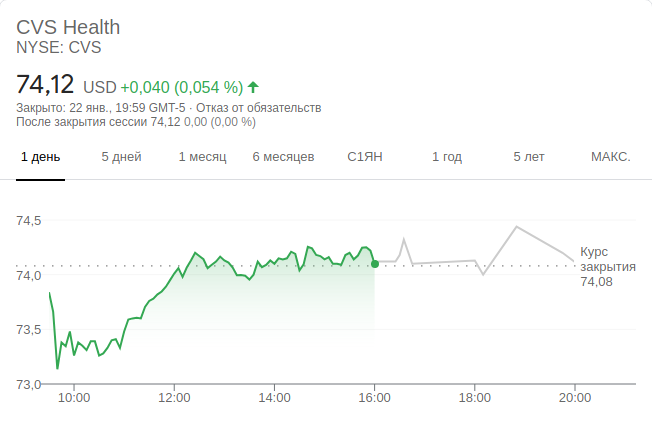 CVS Health
NYSE: CVS
74,12 USD +0,040 (0,054 %)
Закрыто: 22 янв., 19:59 GMT-5 · Отказ от обязательств
После закрытия сессии 74,12 0,00 (0,00 %)
1 день 5 дней 1 месяц 6 месяцев С1ЯН 1 год 5 лет МАКС.
74,5
74,0
73,5
73,0
Курс
закрытия
74,08
10:00 12:00 14:00 16:00 18:00 20:00